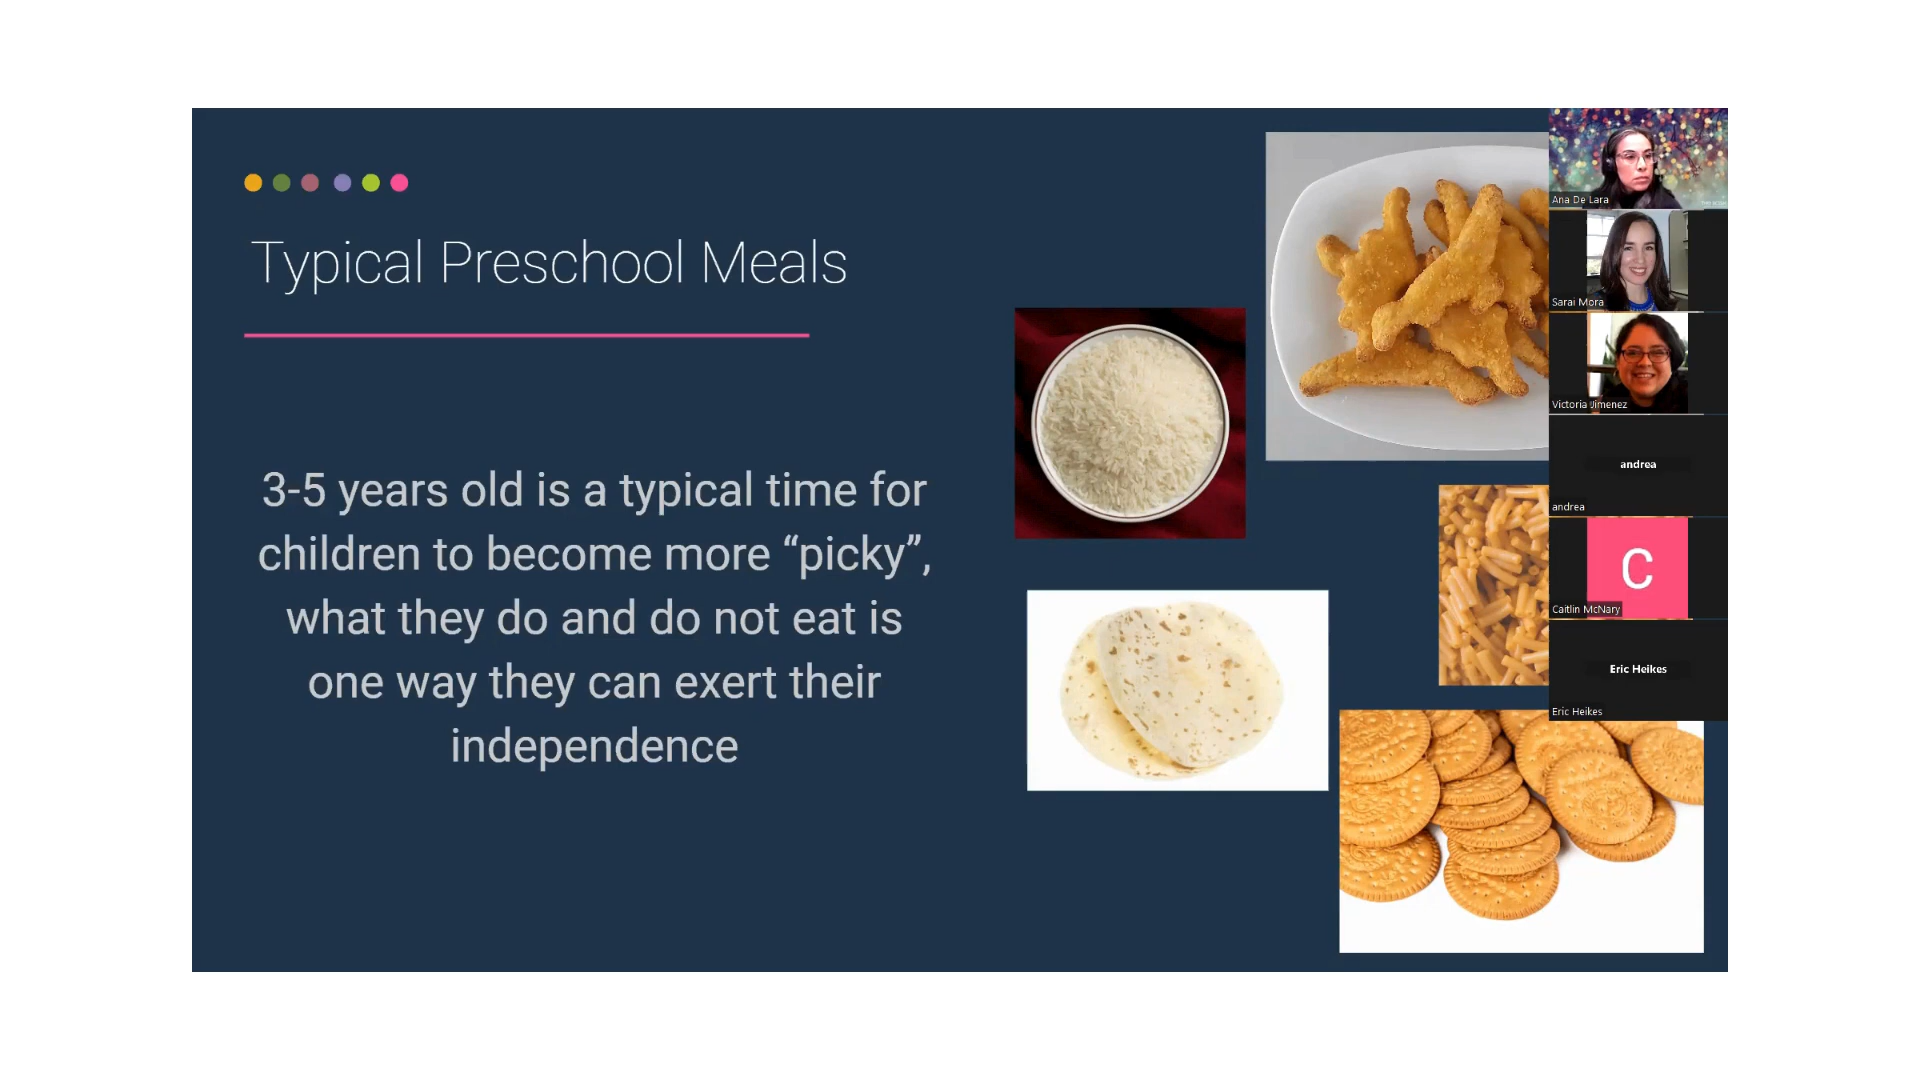 Typical Preschool Meals
3-5 years old is a typical time for
children to become more “picky”,
what they do and do not eat is
one way they can exert their
independence
Ana De Lara
Sarai Mora
Victoria Jimenez
andrea
andrea
C
Caitlin McNary
Eric Heikes
Eric Heikes